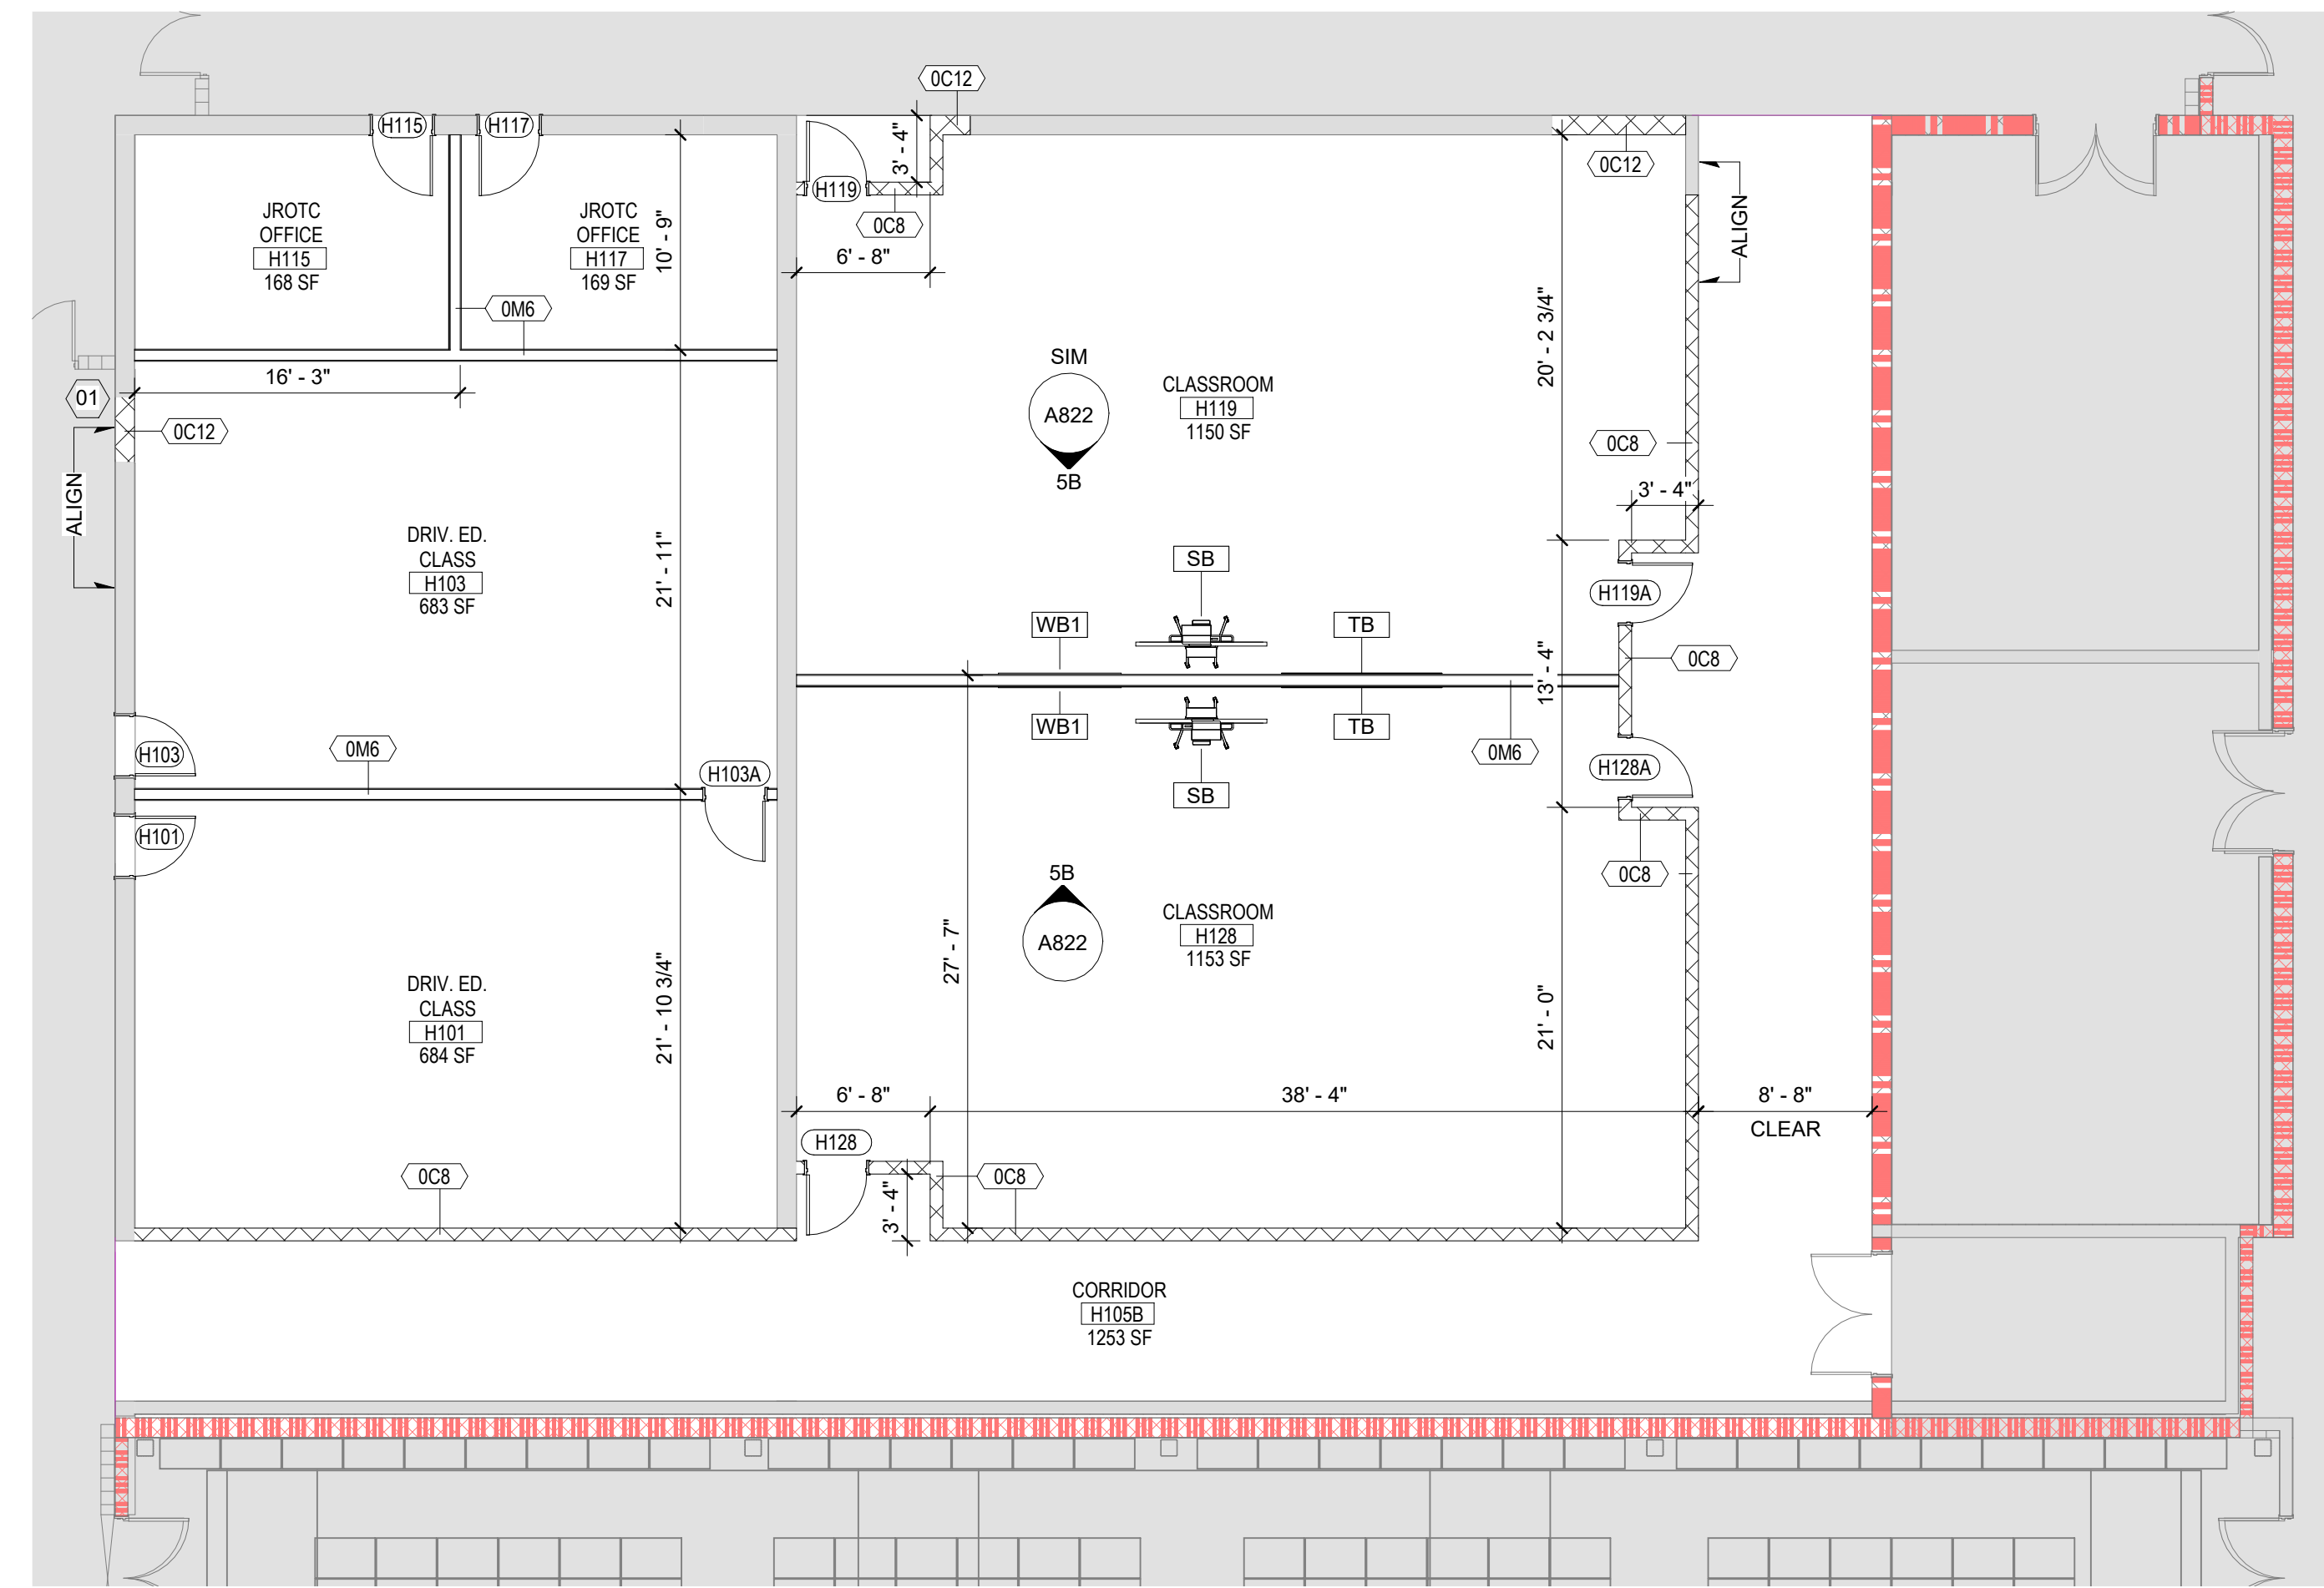 0C12
H115
H117
3' - 4"
0C12
H119
0C8
6' - 8"
ALIGN
JROTC
OFFICE
H115
168 SF
JROTC
OFFICE
H117
169 SF
10' - 9"
0M6
16' - 3"
01
0C12
ALIGN
20' - 2 3/4"
SIM
A822
5B
CLASSROOM
H119
1150 SF
0C8
3' - 4"
DRIV. ED.
CLASS
H103
683 SF
21' - 11"
SB
H119A
WB1
TB
0C8
13' - 4"
WB1
TB
0M6
H103
0M6
H103A
H128A
SB
H101
0C8
5B
A822
CLASSROOM
H128
1153 SF
27' - 7"
DRIV. ED.
CLASS
H101
684 SF
21' - 10 3/4"
21' - 0"
6' - 8"
38' - 4"
8' - 8"
CLEAR
H128
0C8
3' - 4"
0C8
CORRIDOR
H105B
1253 SF